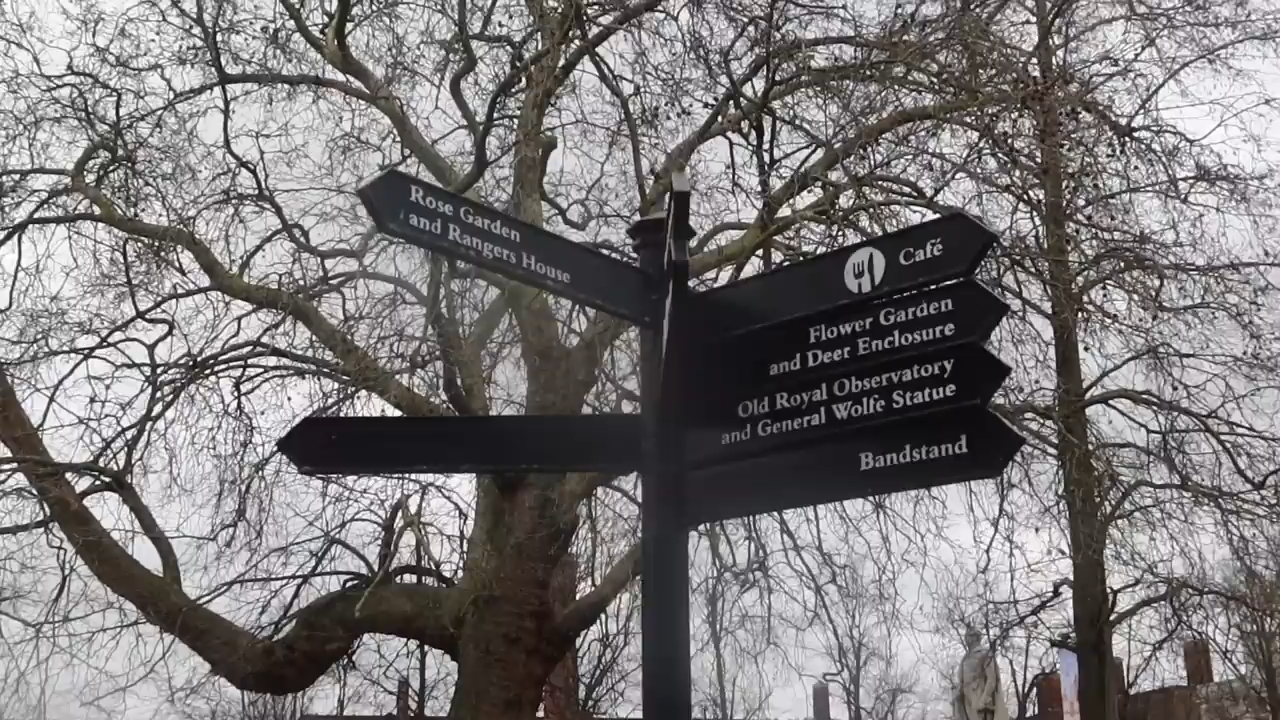 Rose Garden
and Rangers House
Café
Flower Garden
and Deer Enclosure
Old Royal Observatory
and General Wolfe Statue
Bandstand